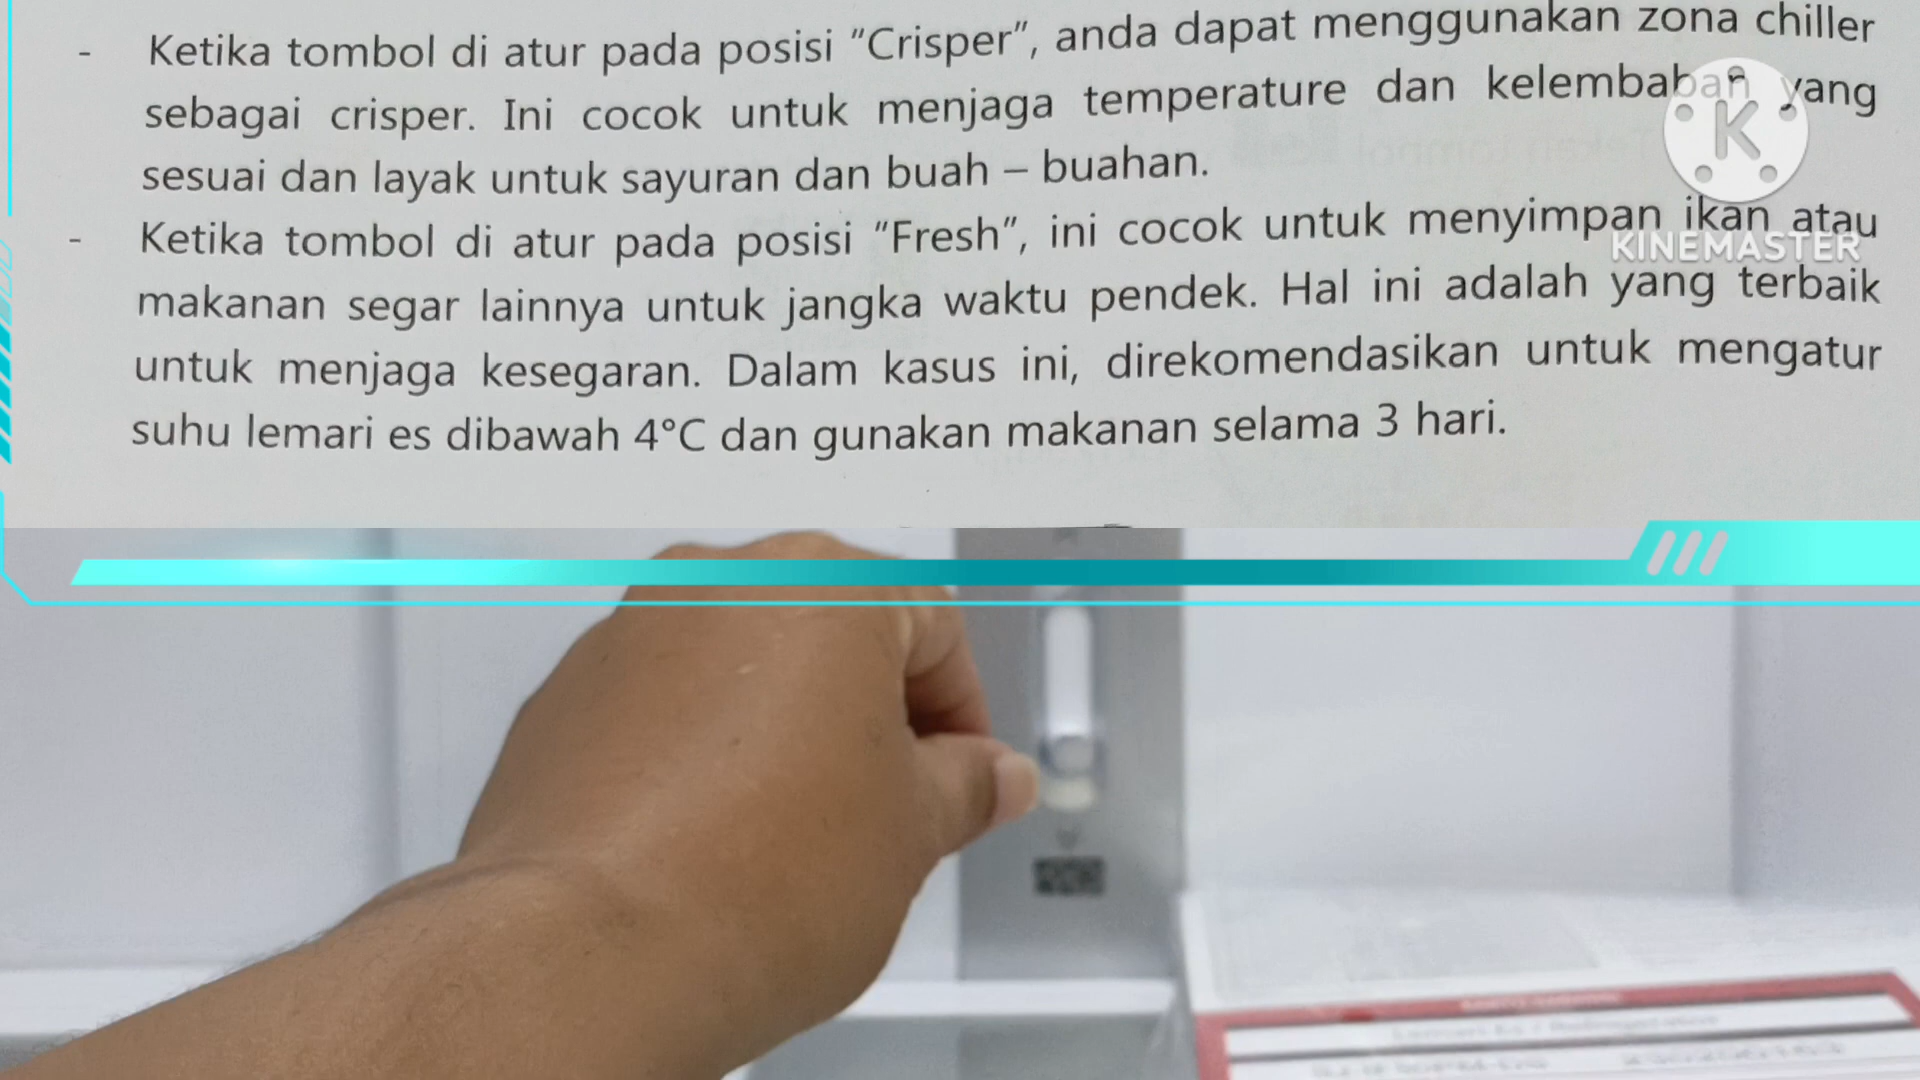 - Ketika tombol di atur pada posisi "Crisper", anda dapat menggunakan zona chiller
sebagai crisper. Ini cocok untuk menjaga temperature dan kelembaban yang
sesuai dan layak untuk sayuran dan buah – buahan.
- Ketika tombol di atur pada posisi "Fresh", ini cocok untuk menyimpan ikan atau
makanan segar lainnya untuk jangka waktu pendek. Hal ini adalah yang terbaik
untuk menjaga kesegaran. Dalam kasus ini, direkomendasikan untuk mengatur
suhu lemari es dibawah 4°C dan gunakan makanan selama 3 hari.
K
KINEMASTER